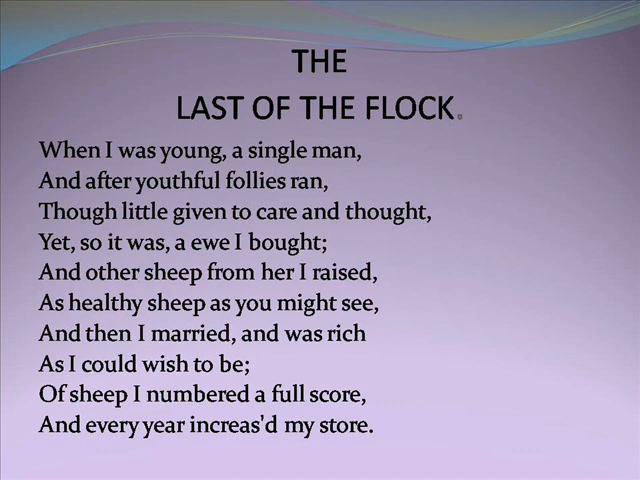 THE
LAST OF THE FLOCK.
When I was young, a single man,
And after youthful follies ran,
Though little given to care and thought,
Yet, so it was, a ewe I bought;
And other sheep from her I raised,
As healthy sheep as you might see,
And then I married, and was rich
As I could wish to be;
Of sheep I numbered a full score,
And every year increas'd my store.